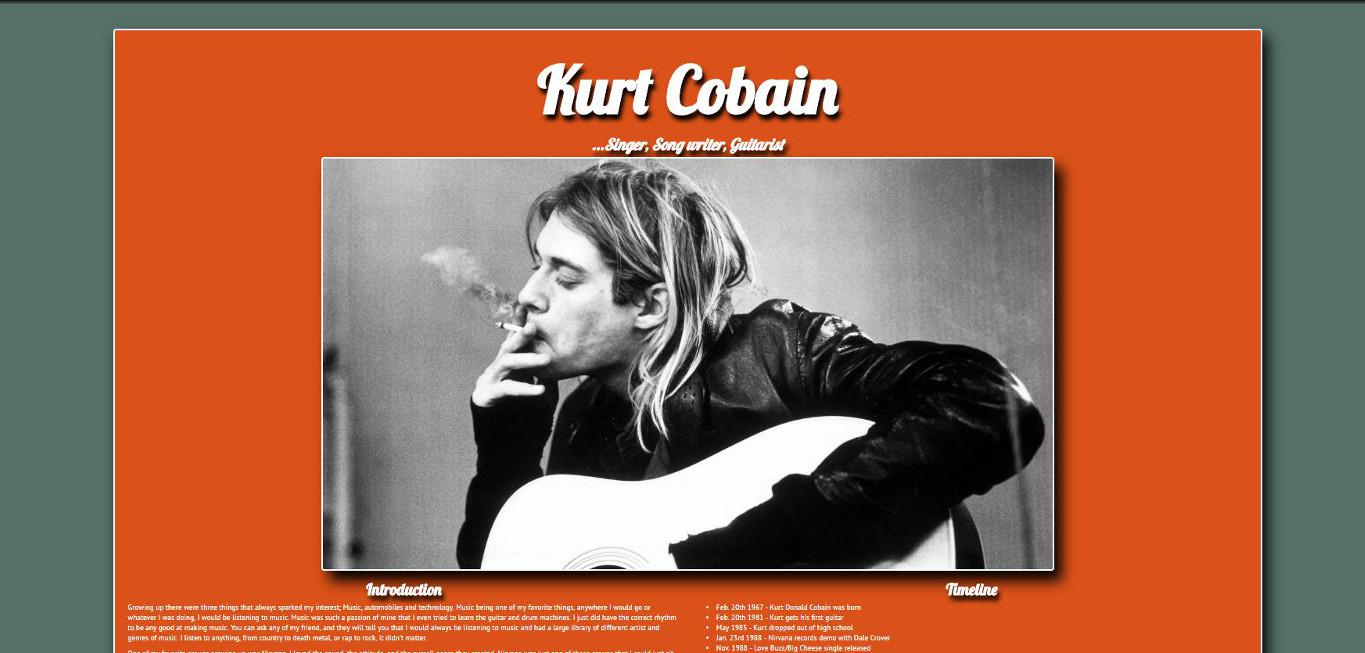 Kurt Cobain
...Singer, Song writer, Guitarist
Introduction
Growing up there were three things that always sparked my interest; Music, automobiles and technology. Music being one of my favorite things, anywhere I would go or
whatever I was doing, I would be listening to music. Music was such a passion of mine that I even tried to learn the guitar and drum machines. I just did have the correct rhythm
to be any good at making music. You can ask any of my friend, and they will tell you that I would always be listening to music and had a large library of different artist and
genres of music. I listen to anything, from country to death metal, or rap to rock, it didn't matter.
Timeline
• Feb. 20th 1967 - Kurt Donald Cobain was born
• Feb. 20th 1981 - Kurt gets his first guitar
• May 1985 - Kurt dropped out of high school
• Jan. 23rd 1988 - Nirvana records demo with Dale Crover
• Nov. 1988 - Love Buzz/Big Cheese single released